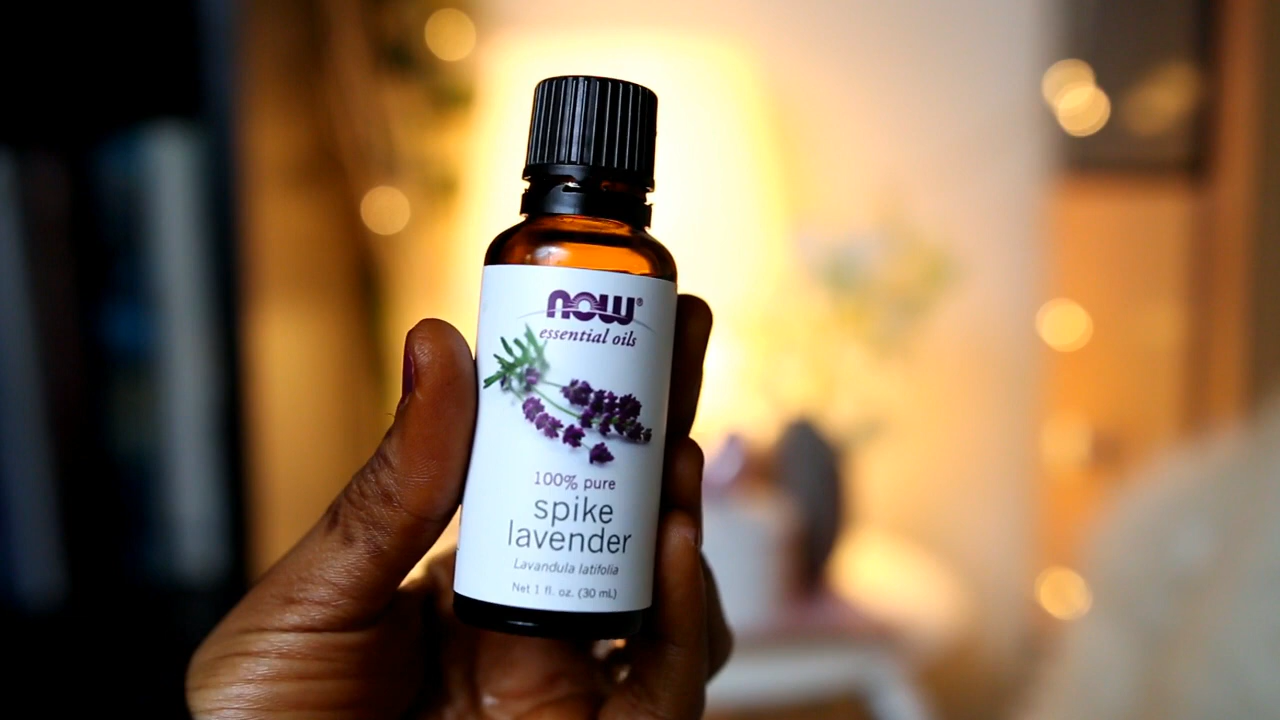 NOW®
essential oils
100% pure
spike
lavender
Lavandula latifolia
Net 1 fl. oz. (30 mL)